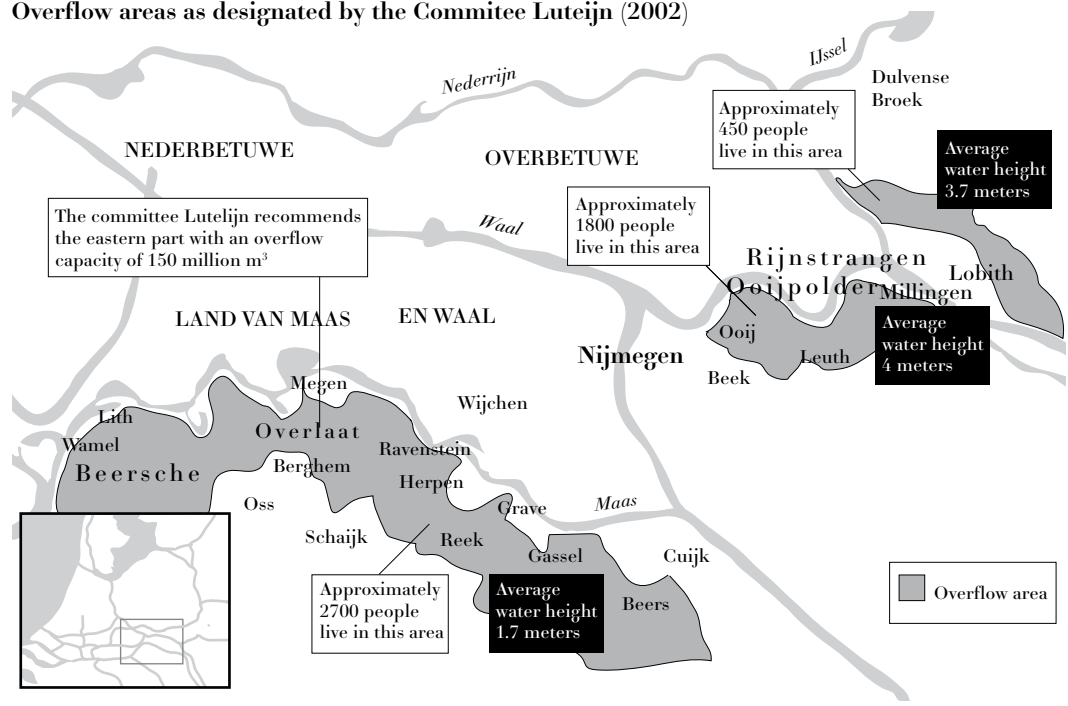 Overflow areas as designated by the Commitee Luteijn (2002)
IJssel
Nederrijn
Dulvense
Broek
Approximately
450 people
live in this area
NEDERBETUWE
OVERBETUWE
Average
water height
3.7 meters
The committee Lutelijn recommends
the eastern part with an overflow
capacity of 150 million m³
Approximately
1800 people
live in this area
Waal
Rijnstrangen
Lobith
Ooijpolder
Millingen
LAND VAN MAAS
EN WAAL
Ooij
Average
water height
4 meters
Nijmegen
Leuth
Beek
Megen
Wijchen
Lith
Wamel
Overlaat
Ravenstein
Beersche
Berghem
Herpen
Oss
Grave
Maas
Schaijk
Reek
Gassel
Cuijk
Approximately
2700 people
live in this area
Average
water height
1.7 meters
Beers
Overflow area